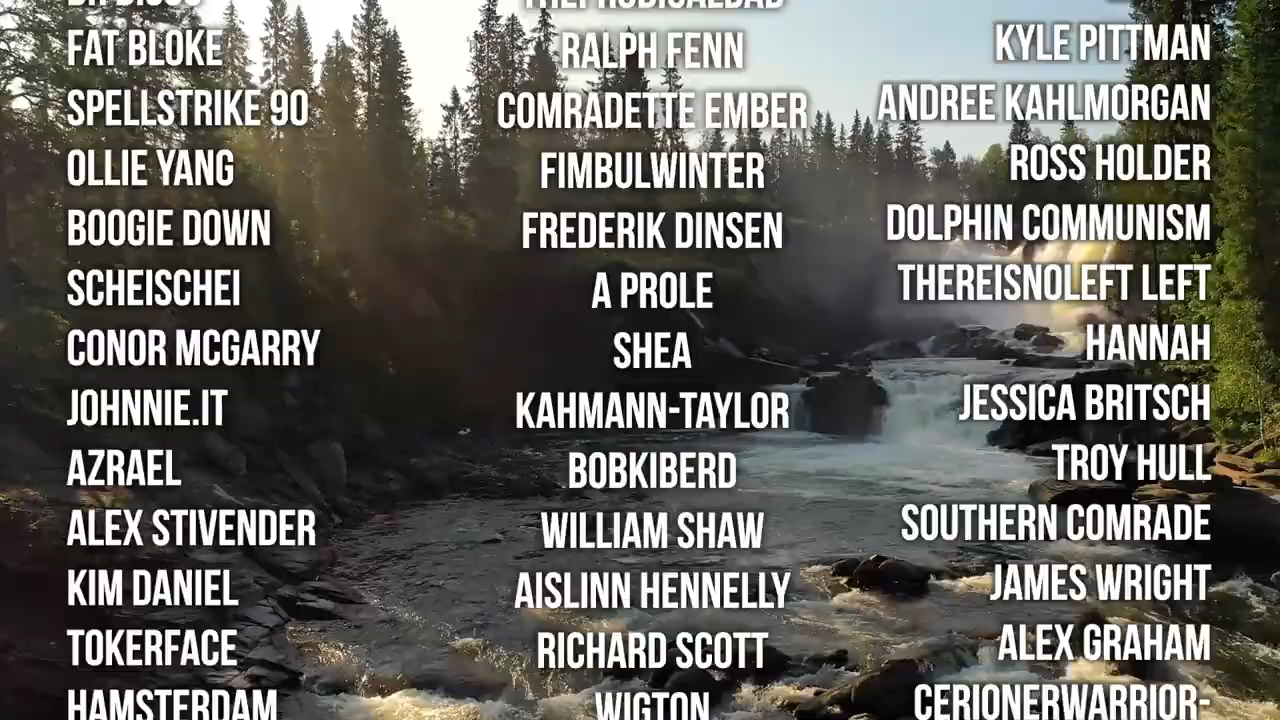 FAT BLOKE
SPELLSTRIKE 90
OLLIE YANG
BOOGIE DOWN
SCHEISCHEI
CONOR MCGARRY
JOHNNIE.IT
AZRAEL
ALEX STIVENDER
KIM DANIEL
TOKERFACE
HAMSTERDAM
RALPH FENN
COMRADETTE EMBER
FIMBULWINTER
FREDERIK DINSEN
A PROLE
SHEA
KAHMANN-TAYLOR
BOBKIBERD
WILLIAM SHAW
AISLINN HENNELLY
RICHARD SCOTT
WIGTON
KYLE PITTMAN
ANDREE KAHLMORGAN
ROSS HOLDER
DOLPHIN COMMUNISM
THEREISNOLEFT LEFT
HANNAH
JESSICA BRITSCH
TROY HULL
SOUTHERN COMRADE
JAMES WRIGHT
ALEX GRAHAM
CERIONERWARRIOR-